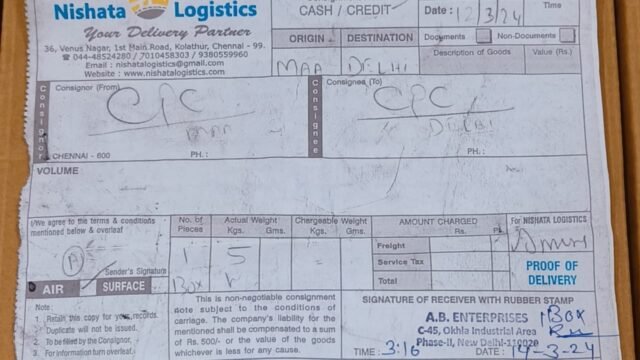 Nishata Logistics
Your Delivery Partner
36, Venus Nagar, 1st Main Road, Kolathur, Chennai - 99.
☎ 044-48524280 / 7010458303 / 9380559960
Email : nishatalogistics@gmail.com
Website : www.nishatalogistics.com
CASH / CREDIT
Date : 12/3/24
Time
ORIGIN
DESTINATION
Documents
Non-Documents
Description of Goods
Value (Rs.)
MAA DELHI
Consignor
Consignor (From)
CPC
MAA
CHENNAI - 600
PH. :
Consignee
Consignee (To)
CPC
DELHI
PH. :
VOLUME
I/We agree to the terms & conditions
mentioned below & overleaf
A
Sender's Signature
AIR
SURFACE
No. of
Pieces
Actual Weight
Kgs. Gms.
Chargeable Weight
Kgs. Gms.
AMOUNT CHARGED
Rs.
1
Box
5
Freight
Service Tax
Total
For NISHATA LOGISTICS
PROOF OF
DELIVERY
Note :
1. Retain this copy for your records.
Duplicate will not be issued.
2. To be filled by the Consignor.
3. For Information turn overleaf.
This is non-negotiable consignment
note subject to the conditions of
carriage. The company's liability for the
mentioned shall be compensated to a sum
of Rs. 500/- or the value of the goods
whichever is less for any cause.
SIGNATURE OF RECEIVER WITH RUBBER STAMP
A.B. ENTERPRISES
C-45, Okhla Industrial Area
Phase-II, New Delhi-110020
1 Box
TIME : 3:16
DATE : 14-3-24